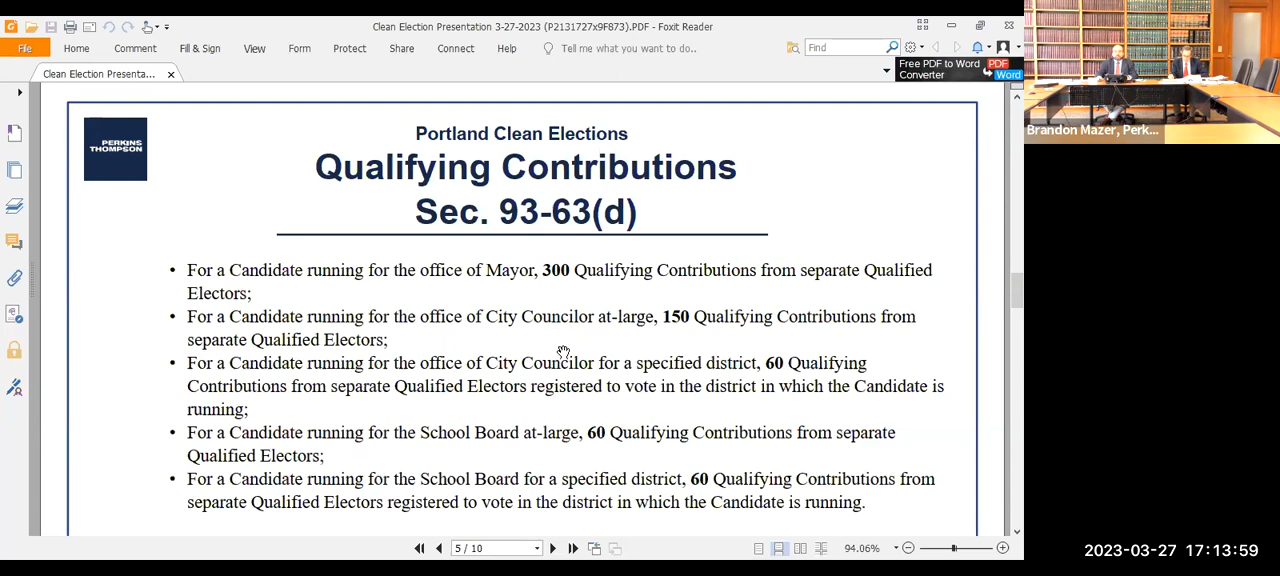 Clean Election Presentation 3-27-2023 (P2131727x9F873).PDF - Foxit Reader
File Home Comment Fill & Sign View Form Protect Share Connect Help Tell me what you want to do.. Find
Clean Election Presenta...
Free PDF to Word
Converter
PDF
Word
Brandon Mazer, Perk...
PERKINS
THOMPSON
Portland Clean Elections
Qualifying Contributions
Sec. 93-63(d)
• For a Candidate running for the office of Mayor, 300 Qualifying Contributions from separate Qualified
Electors;
• For a Candidate running for the office of City Councilor at-large, 150 Qualifying Contributions from
separate Qualified Electors;
• For a Candidate running for the office of City Councilor for a specified district, 60 Qualifying
Contributions from separate Qualified Electors registered to vote in the district in which the Candidate is
running;
• For a Candidate running for the School Board at-large, 60 Qualifying Contributions from separate
Qualified Electors;
• For a Candidate running for the School Board for a specified district, 60 Qualifying Contributions from
separate Qualified Electors registered to vote in the district in which the Candidate is running.
5 / 10
94.06%
2023-03-27 17:13:59